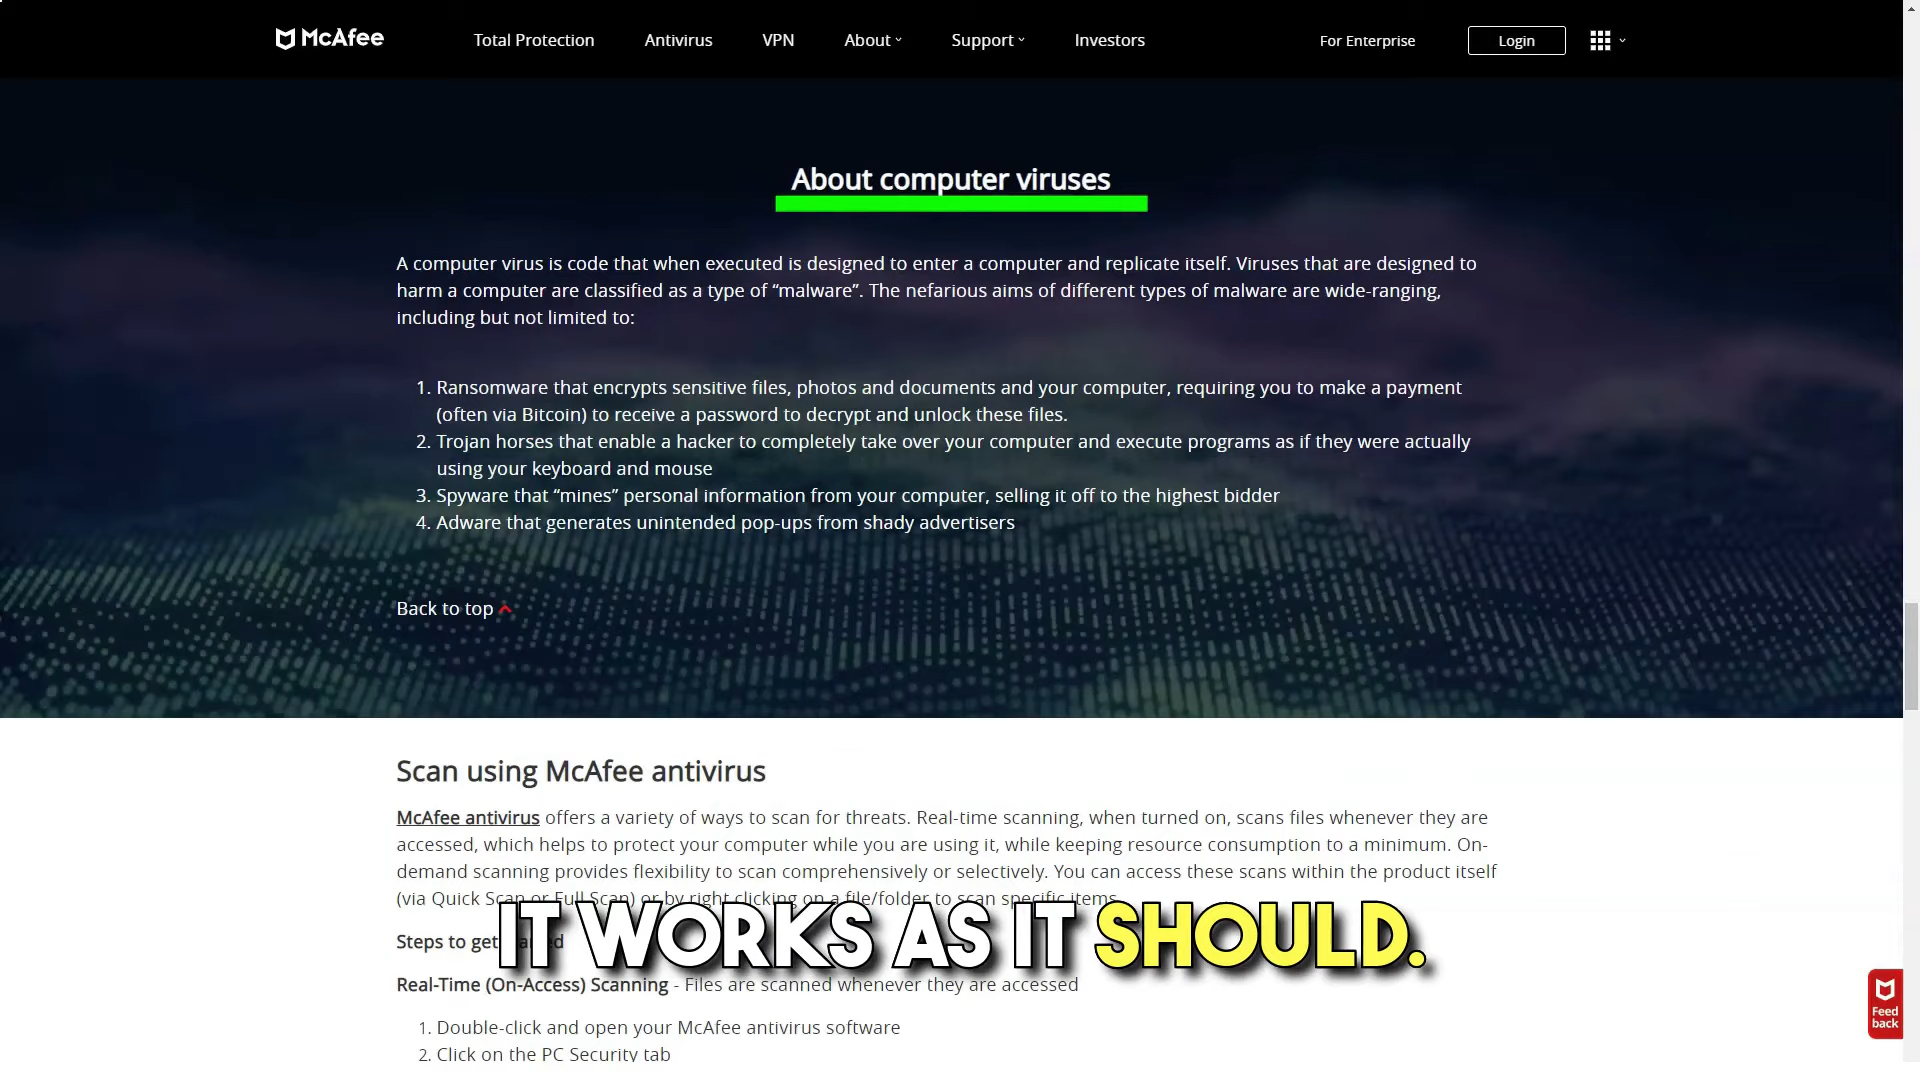 McAfee
Total Protection
Antivirus
VPN
About
Support
Investors
For Enterprise
Login
About computer viruses
A computer virus is code that when executed is designed to enter a computer and replicate itself. Viruses that are designed to
harm a computer are classified as a type of “malware”. The nefarious aims of different types of malware are wide-ranging,
including but not limited to:
1. Ransomware that encrypts sensitive files, photos and documents and your computer, requiring you to make a payment
(often via Bitcoin) to receive a password to decrypt and unlock these files.
2. Trojan horses that enable a hacker to completely take over your computer and execute programs as if they were actually
using your keyboard and mouse
3. Spyware that “mines” personal information from your computer, selling it off to the highest bidder
4. Adware that generates unintended pop-ups from shady advertisers
Back to top
Scan using McAfee antivirus
McAfee antivirus offers a variety of ways to scan for threats. Real-time scanning, when turned on, scans files whenever they are
accessed, which helps to protect your computer while you are using it, while keeping resource consumption to a minimum. On-
demand scanning provides flexibility to scan comprehensively or selectively. You can access these scans within the product itself
(via Quick Scan or Full Scan) or by right clicking on a file/folder to scan specific items.
IT WORKS AS IT SHOULD.
Steps to get
Real-Time (On-Access) Scanning - Files are scanned whenever they are accessed
1. Double-click and open your McAfee antivirus software
2. Click on the PC Security tab
Feed
back